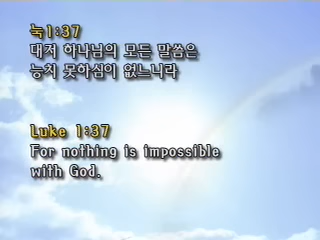 눅1:37
대저 하나님의 모든 말씀은
능치 못하심이 없느니라
Luke 1:37
For nothing is impossible
with God.